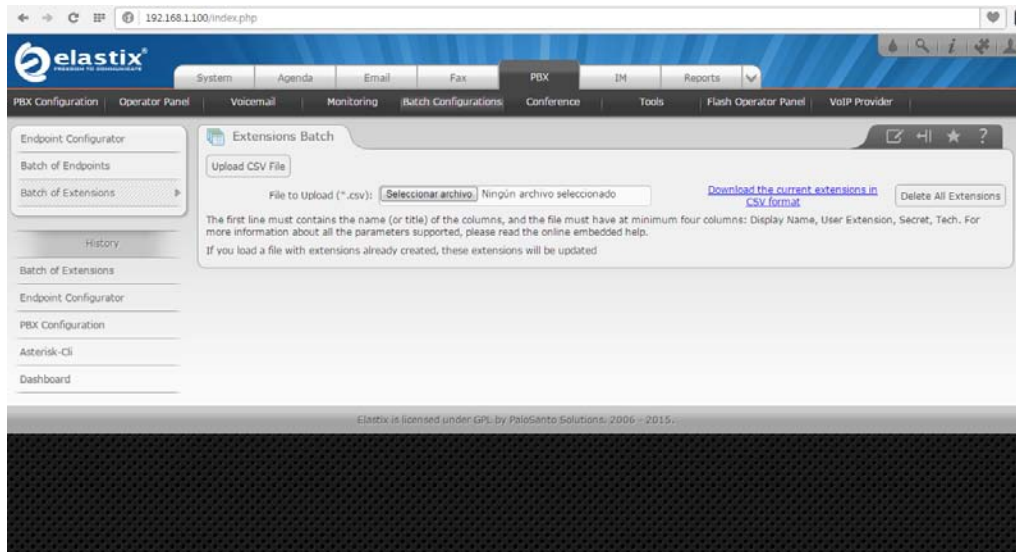 192.168.1.100/index.php
elastix®
FREEDOM TO COMMUNICATE
System Agenda Email Fax PBX IM Reports
PBX Configuration Operator Panel Voicemail Monitoring Batch Configurations Conference Tools Flash Operator Panel VoIP Provider
Endpoint Configurator
Batch of Endpoints
Batch of Extensions
History
Batch of Extensions
Endpoint Configurator
PBX Configuration
Asterisk-Cli
Dashboard
Extensions Batch
Upload CSV File
File to Upload (*.csv): Seleccionar archivo Ningún archivo seleccionado
Download the current extensions in
CSV format
Delete All Extensions
The first line must contains the name (or title) of the columns, and the file must have at minimum four columns: Display Name, User Extension, Secret, Tech. For
more information about all the parameters supported, please read the online embedded help.
If you load a file with extensions already created, these extensions will be updated
Elastix is licensed under GPL by PaloSanto Solutions. 2006 - 2015.